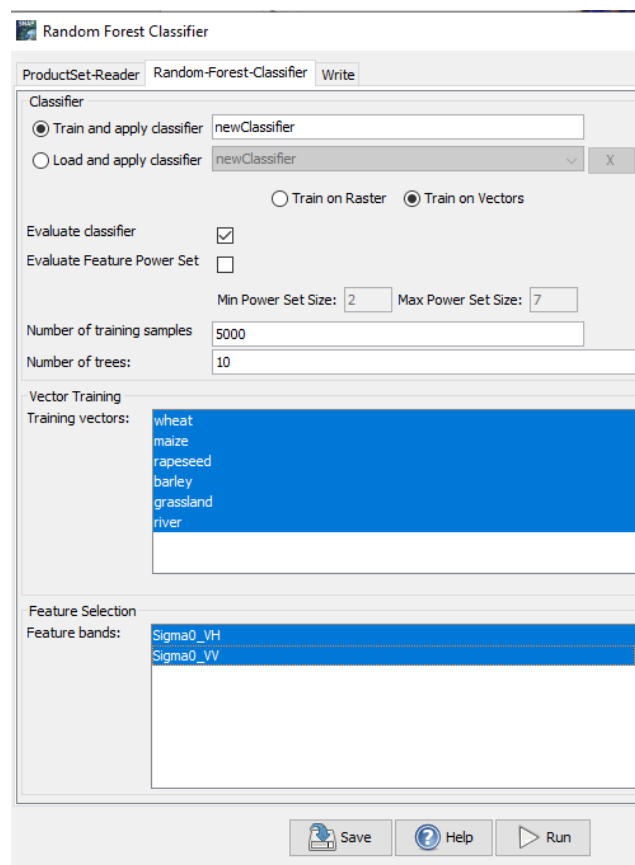 SNAP
Random Forest Classifier
ProductSet-Reader Random-Forest-Classifier Write
Classifier
Train and apply classifier newClassifier
Load and apply classifier newClassifier X
Train on Raster Train on Vectors
Evaluate classifier
Evaluate Feature Power Set
Min Power Set Size: 2 Max Power Set Size: 7
Number of training samples 5000
Number of trees: 10
Vector Training
Training vectors: wheat
maize
rapeseed
barley
grassland
river
Feature Selection
Feature bands: Sigma0_VH
Sigma0_VV
Save Help Run